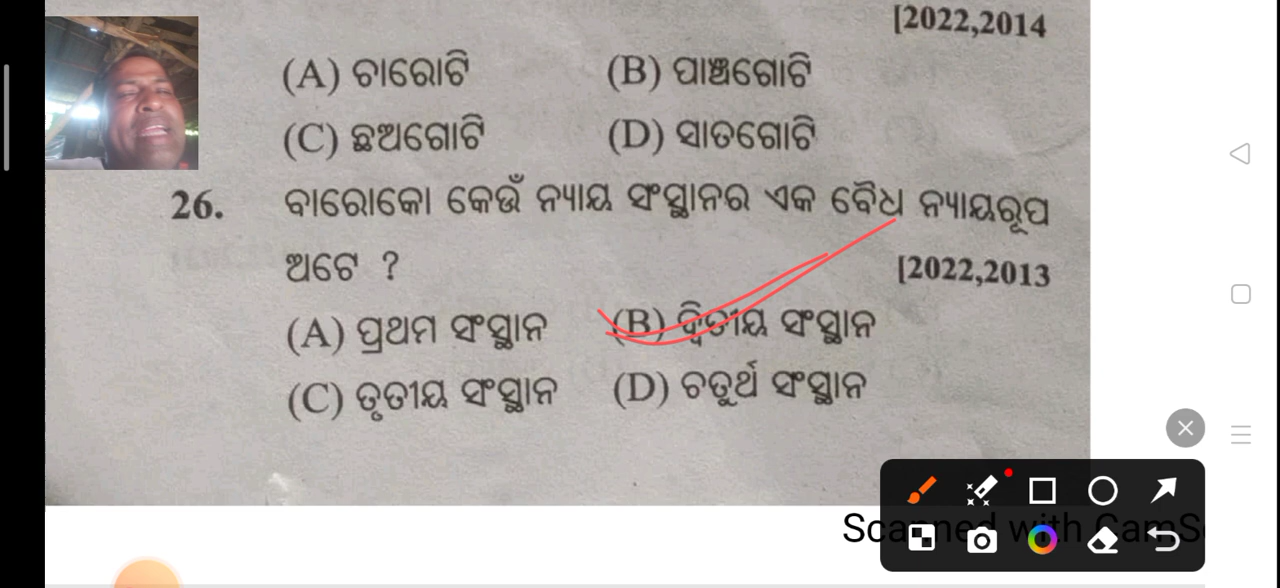 [2022,2014
(A) ଚାରୋଟି (B) ପାଞ୍ଚଗୋଟି
(C) ଛଅଗୋଟି (D) ସାତଗୋଟି
26. ବାରୋକୋ କେଉଁ ନ୍ୟାୟ ସଂସ୍ଥାନର ଏକ ବୈଧ ନ୍ୟାୟରୂପ
ଅଟେ ? [2022,2013
(A) ପ୍ରଥମ ସଂସ୍ଥାନ (B) ଦ୍ୱିତୀୟ ସଂସ୍ଥାନ
(C) ତୃତୀୟ ସଂସ୍ଥାନ (D) ଚତୁର୍ଥ ସଂସ୍ଥାନ